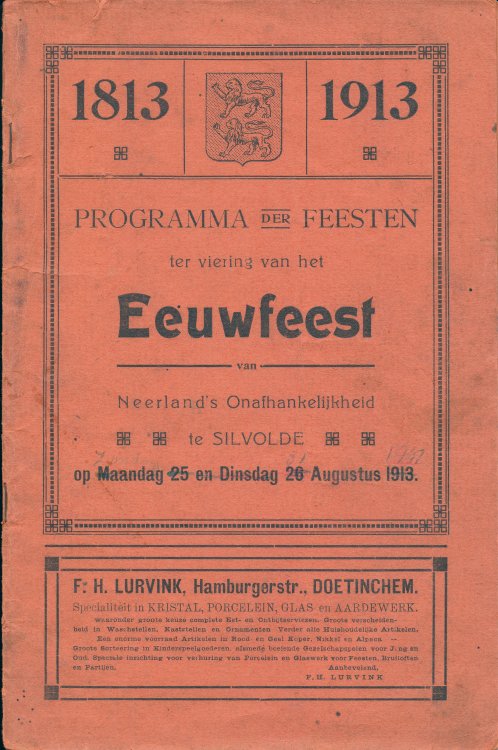 1813 1913
PROGRAMMA DER FEESTEN
ter viering van het
Eeuwfeest
van
Neerland's Onafhankelijkheid
te SILVOLDE
op Maandag 25 en Dinsdag 26 Augustus 1913.
F. H. LURVINK, Hamburgerstr., DOETINCHEM.
Specialiteit in KRISTAL, PORCELEIN, GLAS- en AARDEWERK.
waaronder groote keuze complete Eet- en Ontbijtserviezen. Groote verscheiden-
heid in Waschstellen, Kaststellen en Ornamenten. Verder alle Huishoudelijke Artikelen.
Een enorme voorraad Artikelen in Rood- en Geel Koper, Nikkel en Alpaca. --
Groote Sorteering in Kinderspeelgoederen, alsmede boeiende Gezelschapsspelen voor Jong en
Oud. Speciale inrichting voor verhuring van Porcelein en Glaswerk voor Feesten, Bruiloften
en Partijen. Aanbevelend,
F. H. LURVINK